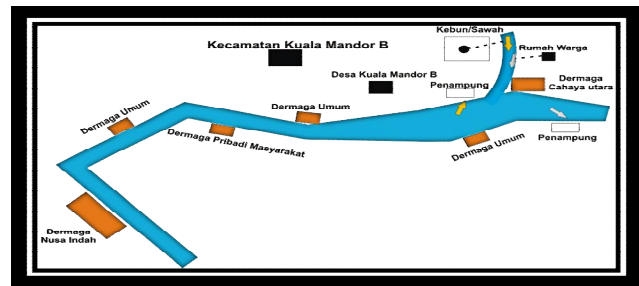 Kebun/Sawah
Kecamatan Kuala Mandor B
Rumah Warga
Desa Kuala Mandor B
Penampung
Dermaga
Cahaya utara
Dermaga Umum
Dermaga Umum
Dermaga Pribadi Masyarakat
Dermaga Umum
Penampung
Dermaga
Nusa Indah